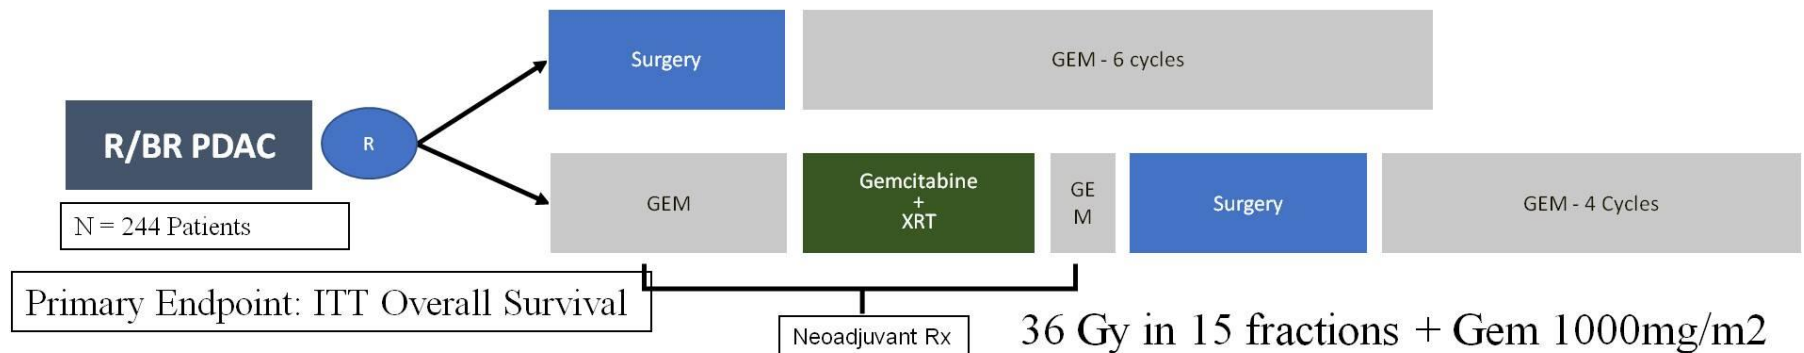 Surgery
GEM - 6 cycles
R/BR PDAC
R
GEM
Gemcitabine
+
XRT
GE
M
Surgery
GEM - 4 Cycles
N = 244 Patients
Primary Endpoint: ITT Overall Survival
Neoadjuvant Rx
36 Gy in 15 fractions + Gem 1000mg/m2